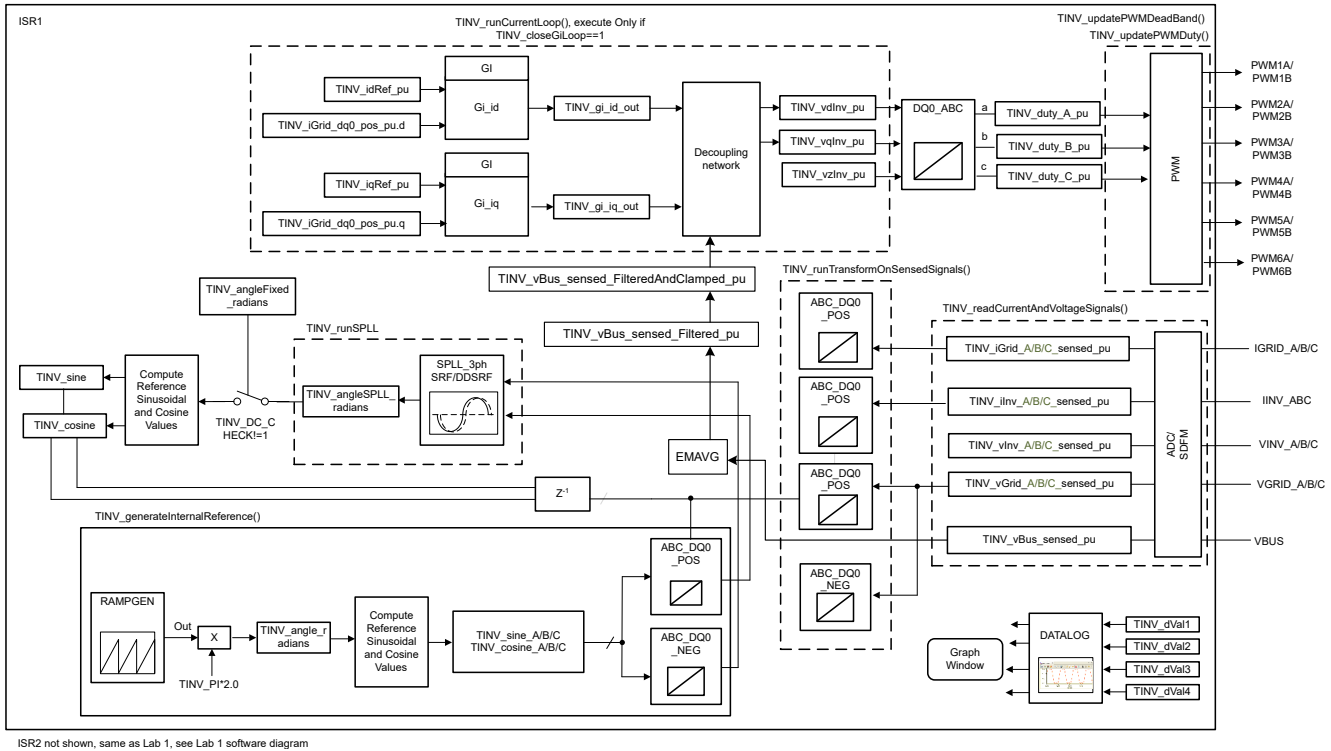 ISR1
TINV_runCurrentLoop(), execute Only if
TINV_closeGiLoop==1
TINV_updatePWMDeadBand()
TINV_updatePWMDuty()
GI
Gi_id
TINV_idRef_pu
TINV_iGrid_dq0_pos_pu.d
TINV_gi_id_out
GI
Gi_iq
TINV_iqRef_pu
TINV_iGrid_dq0_pos_pu.q
TINV_gi_iq_out
Decoupling
network
TINV_vdInv_pu
TINV_vqInv_pu
TINV_vzInv_pu
DQ0_ABC
a
b
c
TINV_duty_A_pu
TINV_duty_B_pu
TINV_duty_C_pu
PWM
PWM1A/
PWM1B
PWM2A/
PWM2B
PWM3A/
PWM3B
PWM4A/
PWM4B
PWM5A/
PWM5B
PWM6A/
PWM6B
TINV_vBus_sensed_FilteredAndClamped_pu
TINV_vBus_sensed_Filtered_pu
EMAVG
TINV_angleFixed
_radians
TINV_runSPLL
SPLL_3ph
SRF/DDSRF
TINV_angleSPLL_
radians
TINV_DC_C
HECK!=1
Compute
Reference
Sinusoidal
and Cosine
Values
TINV_sine
TINV_cosine
Z-1
TINV_runTransformOnSensedSignals()
ABC_DQ0
_POS
ABC_DQ0
_POS
ABC_DQ0
_POS
ABC_DQ0
_NEG
TINV_readCurrentAndVoltageSignals()
TINV_iGrid_A/B/C_sensed_pu
TINV_iInv_A/B/C_sensed_pu
TINV_vInv_A/B/C_sensed_pu
TINV_vGrid_A/B/C_sensed_pu
TINV_vBus_sensed_pu
ADC/
SDFM
IGRID_A/B/C
IINV_ABC
VINV_A/B/C
VGRID_A/B/C
VBUS
TINV_generateInternalReference()
RAMPGEN
Out
X
TINV_PI*2.0
TINV_angle_r
adians
Compute
Reference
Sinusoidal
and Cosine
Values
TINV_sine_A/B/C
TINV_cosine_A/B/C
ABC_DQ0
_POS
ABC_DQ0
_NEG
Graph
Window
DATALOG
TINV_dVal1
TINV_dVal2
TINV_dVal3
TINV_dVal4
ISR2 not shown, same as Lab 1, see Lab 1 software diagram